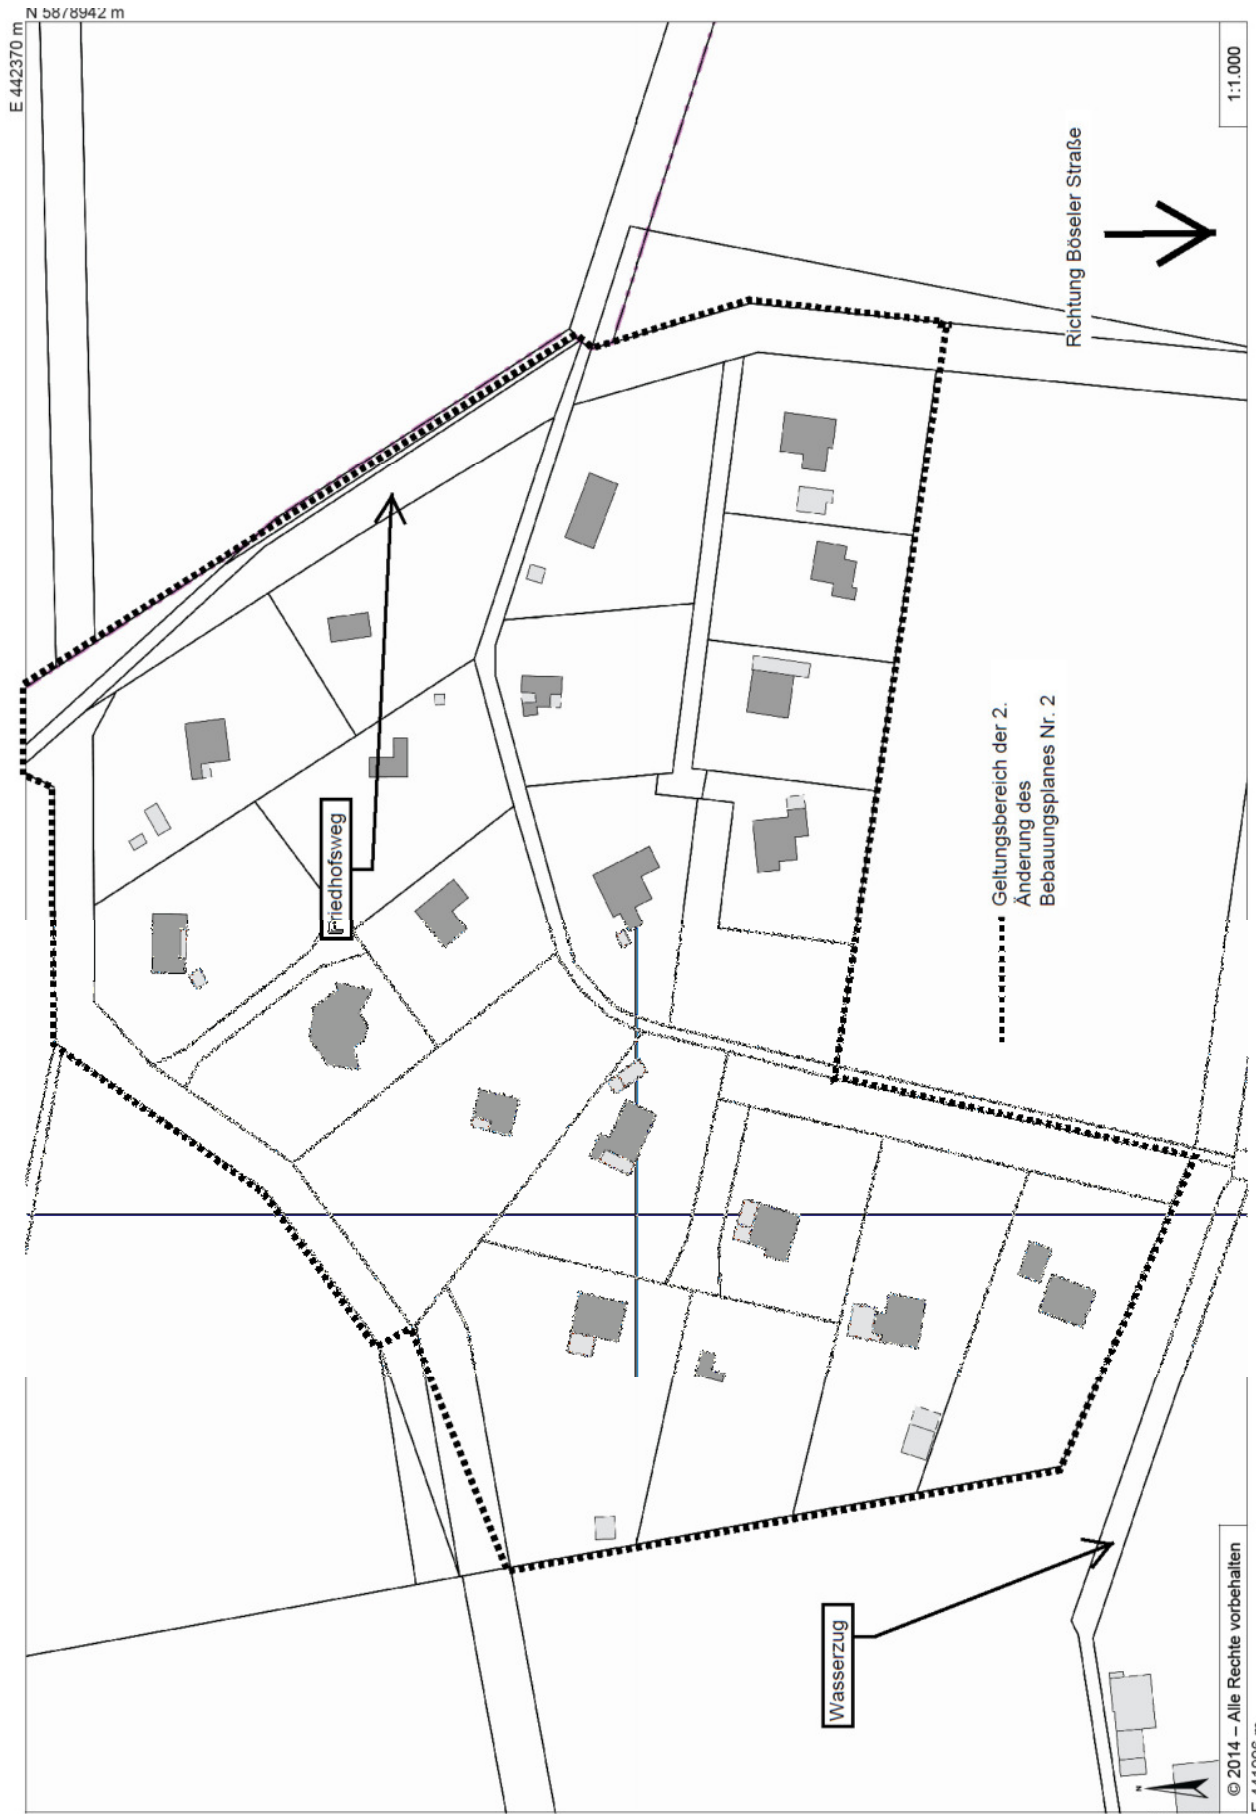 N 5878942 m
E 442370 m
1:1.000
Richtung Böseler Straße
Friedhofsweg
Geltungsbereich der 2.
Änderung des
Bebauungsplanes Nr. 2
Wasserzug
N
© 2014 – Alle Rechte vorbehalten